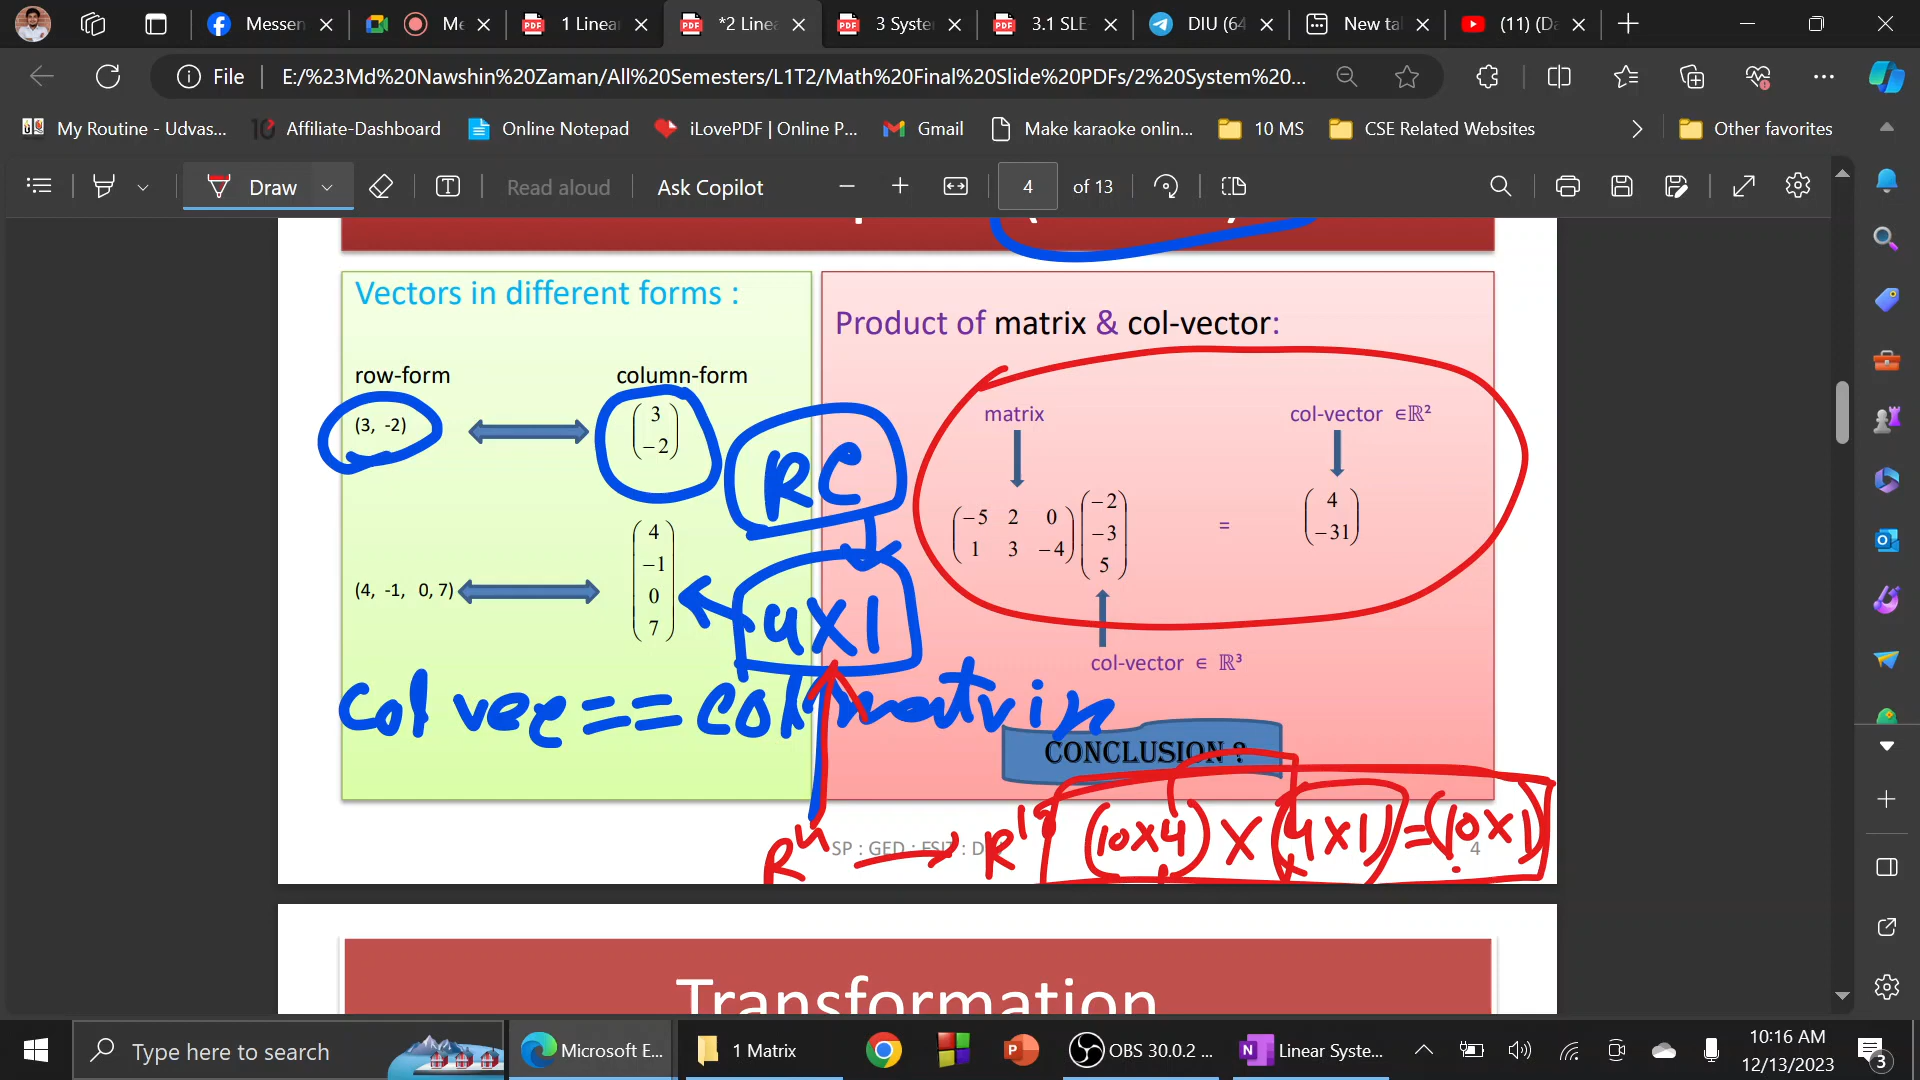 Messen
Me
1 Linea
*2 Linea
3 Syste
3.1 SLE
DIU (64
New ta
(11) (Da
File
E:/%23Md%20Nawshin%20Zaman/All%20Semesters/L1T2/Math%20Final%20Slide%20PDFs/2%20System%20...
My Routine - Udvas...
Affiliate-Dashboard
Online Notepad
iLovePDF | Online P...
Gmail
Make karaoke onlin...
10 MS
CSE Related Websites
Other favorites
Draw
Read aloud
Ask Copilot
4 of 13
Vectors in different forms :
row-form column-form
(3, -2)
3
-2
(4, -1, 0, 7)
4
-1
0
7
RC
4X1
col vec == col matrix
Product of matrix & col-vector:
matrix
col-vector ∈ℝ²
-5 2 0
1 3 -4
-2
-3
5
=
4
-31
col-vector ∈ ℝ³
CONCLUSION ?
SP : GED : FSIT : D
R⁴ → R¹⁰ (10X4) X (4X1) = (10X1)
4
Transformation
Type here to search
Microsoft E...
1 Matrix
OBS 30.0.2 ...
Linear Syste...
10:16 AM
12/13/2023
3